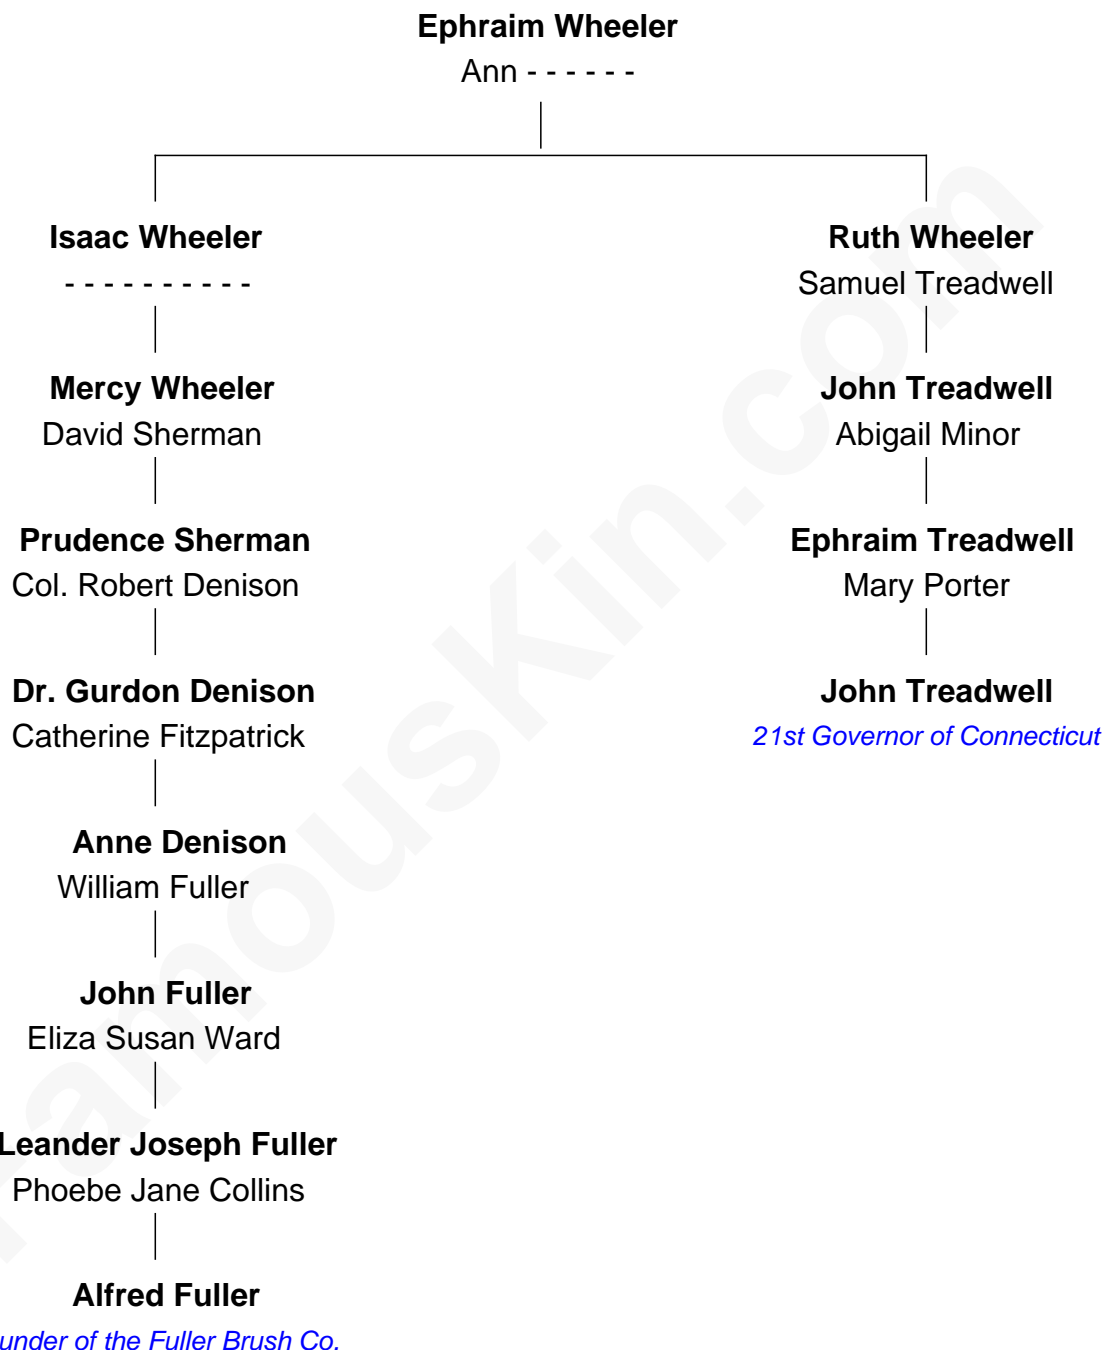 Ephraim Wheeler
Ann - - - - - -
Isaac Wheeler
- - - - - - - - - -
Mercy Wheeler
David Sherman
Prudence Sherman
Col. Robert Denison
Dr. Gurdon Denison
Catherine Fitzpatrick
Anne Denison
William Fuller
John Fuller
Eliza Susan Ward
Leander Joseph Fuller
Phoebe Jane Collins
Alfred Fuller
under of the Fuller Brush Co.
Ruth Wheeler
Samuel Treadwell
John Treadwell
Abigail Minor
Ephraim Treadwell
Mary Porter
John Treadwell
21st Governor of Connecticut
FamousKin.com